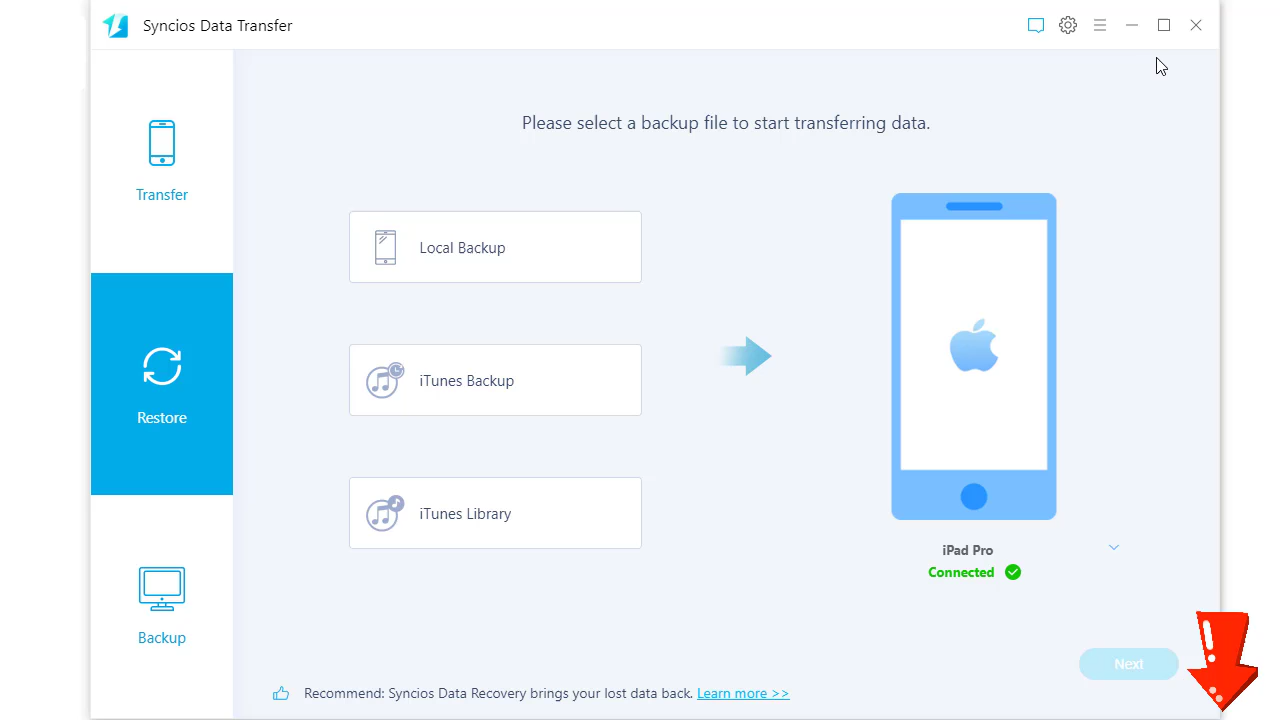 Syncios Data Transfer
Transfer
Restore
Backup
Please select a backup file to start transferring data.
Local Backup
iTunes Backup
iTunes Library
iPad Pro
Connected
Next
Recommend: Syncios Data Recovery brings your lost data back. Learn more >>